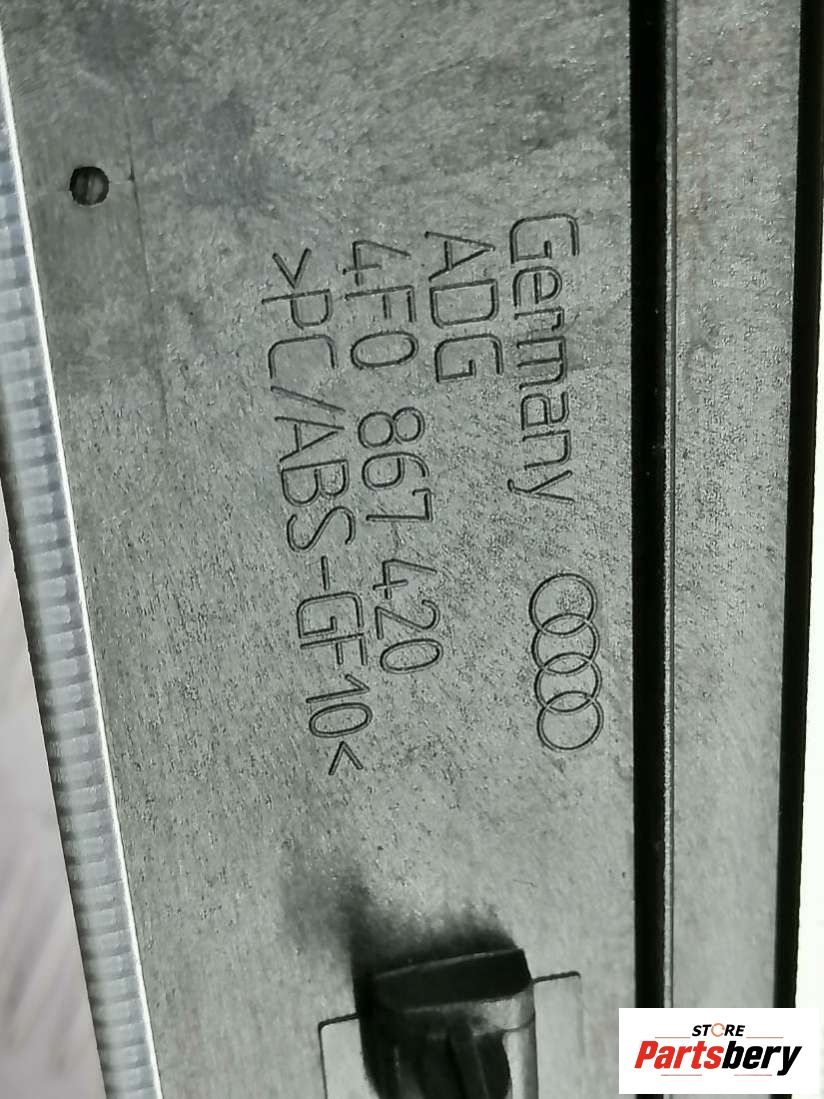 Germany
ADG
4F0 867 420
>PC/ABS-GF10<
STORE
Partsbery